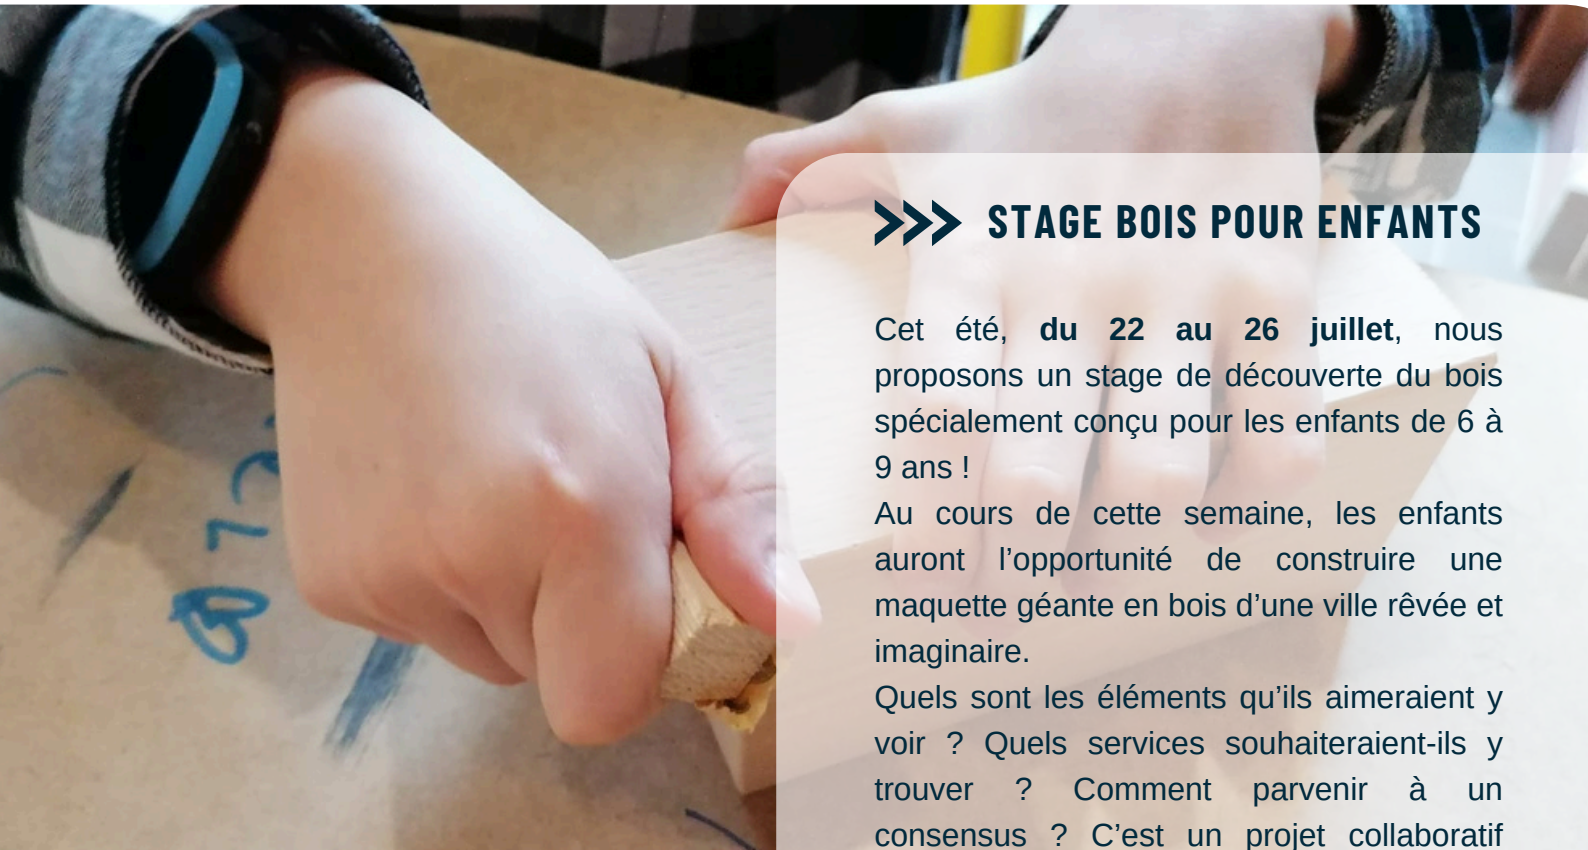 STAGE BOIS POUR ENFANTS
Cet été, du 22 au 26 juillet, nous
proposons un stage de découverte du bois
spécialement conçu pour les enfants de 6 à
9 ans !
Au cours de cette semaine, les enfants
auront l’opportunité de construire une
maquette géante en bois d’une ville rêvée et
imaginaire.
Quels sont les éléments qu’ils aimeraient y
voir ? Quels services souhaiteraient-ils y
trouver ? Comment parvenir à un
consensus ? C’est un projet collaboratif